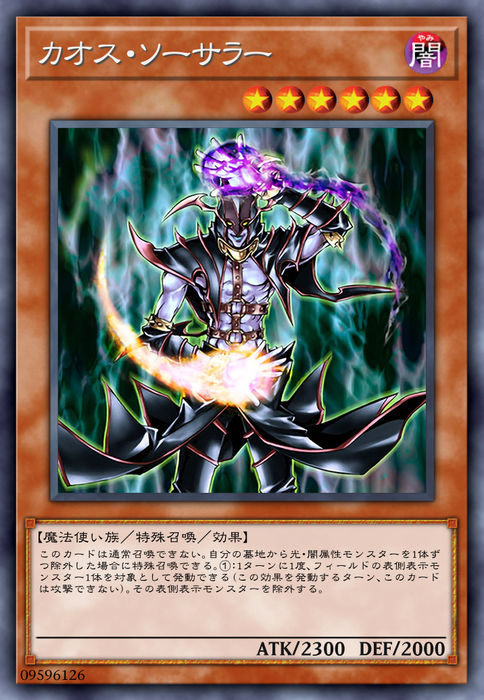 カオス・ソーサラー
やみ
闇
【魔法使い族／特殊召喚／効果】
このカードは通常召喚できない。自分の墓地から光・闇属性モンスターを1体ず
つ除外した場合に特殊召喚できる。①：1ターンに1度、フィールドの表側表示モ
ンスター1体を対象として発動できる(この効果を発動するターン、このカード
は攻撃できない)。その表側表示モンスターを除外する。
ATK/2300 DEF/2000
09596126